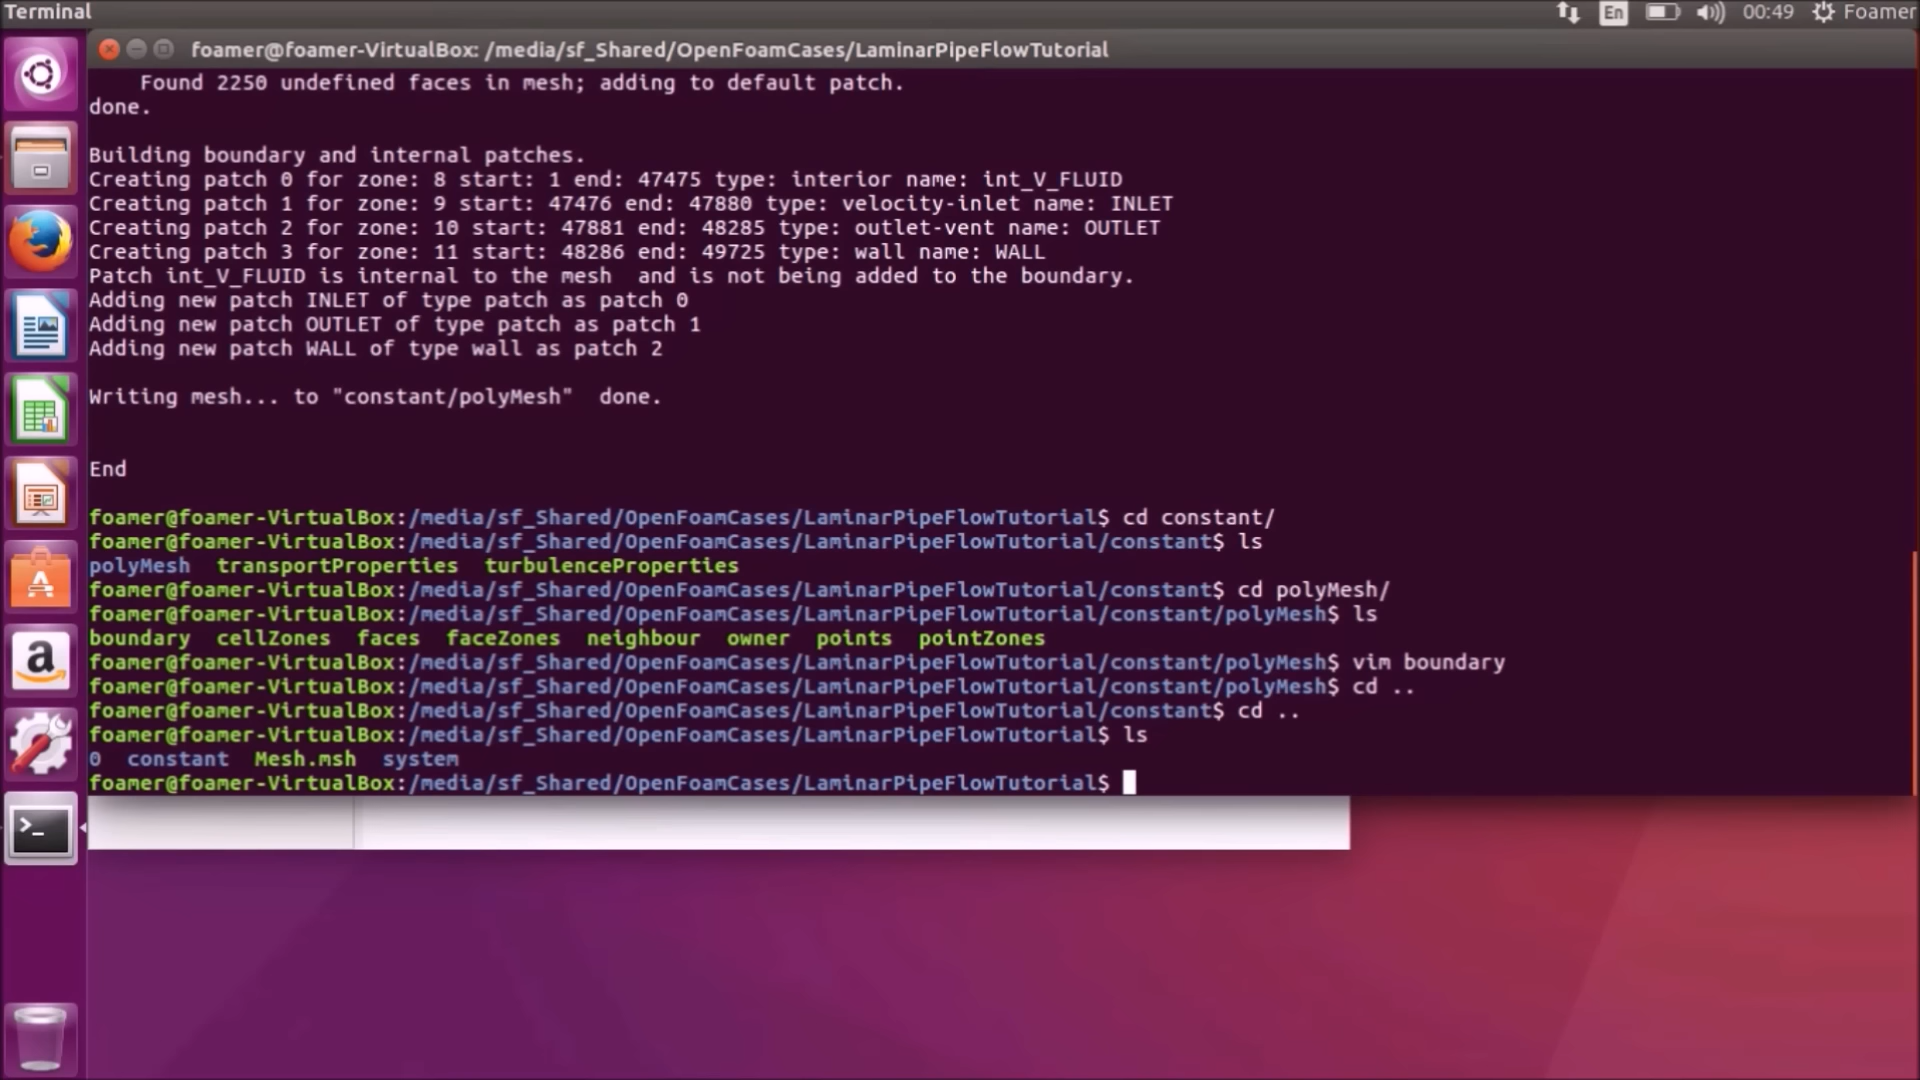 Terminal
En
00:49
Foamer
foamer@foamer-VirtualBox: /media/sf_Shared/OpenFoamCases/LaminarPipeFlowTutorial
Found 2250 undefined faces in mesh; adding to default patch.
done.
Building boundary and internal patches.
Creating patch 0 for zone: 8 start: 1 end: 47475 type: interior name: int_V_FLUID
Creating patch 1 for zone: 9 start: 47476 end: 47880 type: velocity-inlet name: INLET
Creating patch 2 for zone: 10 start: 47881 end: 48285 type: outlet-vent name: OUTLET
Creating patch 3 for zone: 11 start: 48286 end: 49725 type: wall name: WALL
Patch int_V_FLUID is internal to the mesh  and is not being added to the boundary.
Adding new patch INLET of type patch as patch 0
Adding new patch OUTLET of type patch as patch 1
Adding new patch WALL of type wall as patch 2
Writing mesh... to "constant/polyMesh"  done.
End
foamer@foamer-VirtualBox:/media/sf_Shared/OpenFoamCases/LaminarPipeFlowTutorial$ cd constant/
foamer@foamer-VirtualBox:/media/sf_Shared/OpenFoamCases/LaminarPipeFlowTutorial/constant$ ls
polyMesh  transportProperties  turbulenceProperties
foamer@foamer-VirtualBox:/media/sf_Shared/OpenFoamCases/LaminarPipeFlowTutorial/constant$ cd polyMesh/
foamer@foamer-VirtualBox:/media/sf_Shared/OpenFoamCases/LaminarPipeFlowTutorial/constant/polyMesh$ ls
boundary  cellZones  faces  faceZones  neighbour  owner  points  pointZones
foamer@foamer-VirtualBox:/media/sf_Shared/OpenFoamCases/LaminarPipeFlowTutorial/constant/polyMesh$ vim boundary
foamer@foamer-VirtualBox:/media/sf_Shared/OpenFoamCases/LaminarPipeFlowTutorial/constant/polyMesh$ cd ..
foamer@foamer-VirtualBox:/media/sf_Shared/OpenFoamCases/LaminarPipeFlowTutorial/constant$ cd ..
foamer@foamer-VirtualBox:/media/sf_Shared/OpenFoamCases/LaminarPipeFlowTutorial$ ls
0  constant  Mesh.msh  system
foamer@foamer-VirtualBox:/media/sf_Shared/OpenFoamCases/LaminarPipeFlowTutorial$